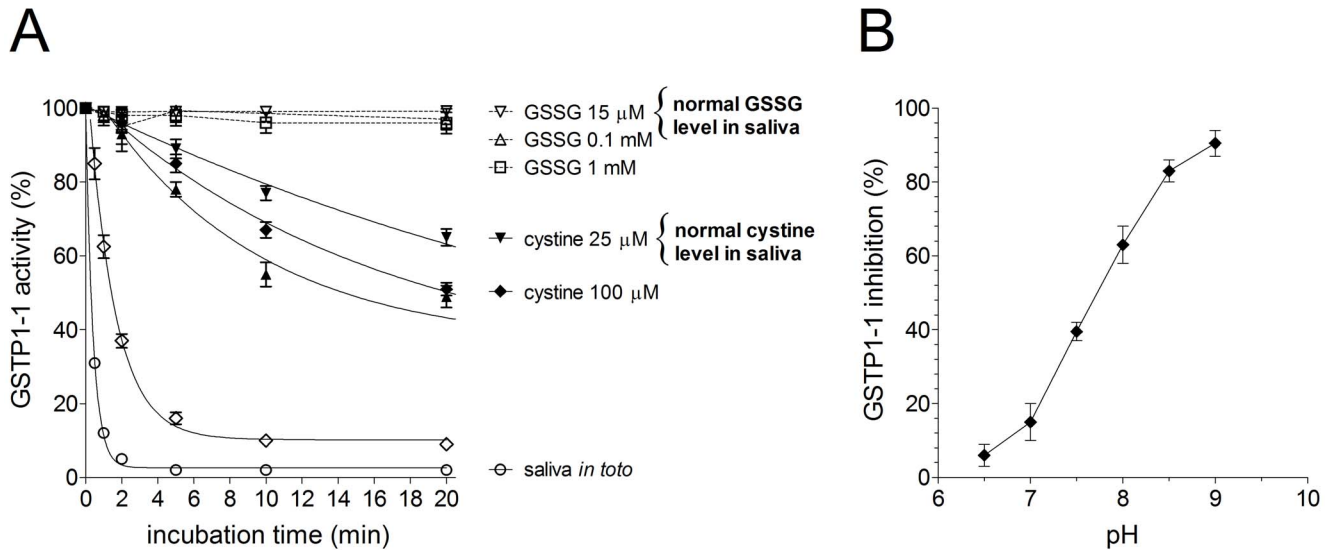 A
B
GSTP1-1 activity (%)
100
80
60
40
20
0
0 2 4 6 8 10 12 14 16 18 20
incubation time (min)
GSSG 15 μM
GSSG 0.1 mM
GSSG 1 mM
normal GSSG
level in saliva
cystine 25 μM
cystine 100 μM
normal cystine
level in saliva
saliva in toto
GSTP1-1 inhibition (%)
100
80
60
40
20
0
6 7 8 9 10
pH